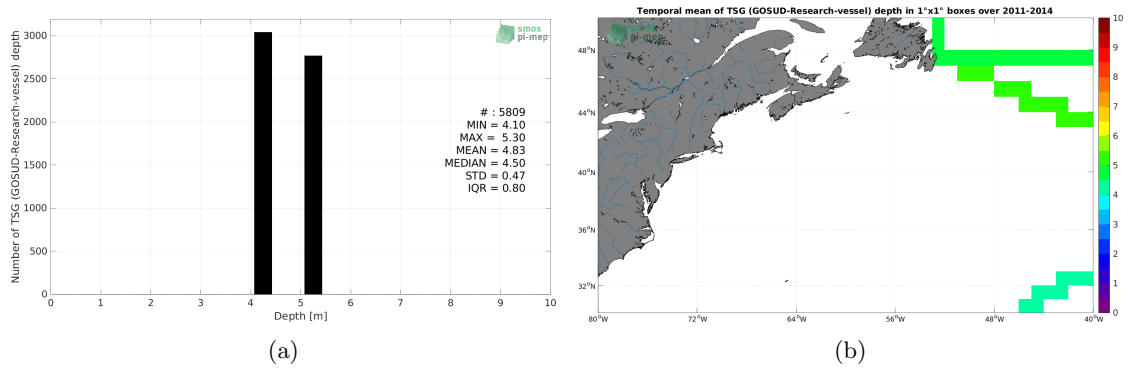 3000
2500
2000
1500
1000
500
0
Number of TSG (GOSUD-Research-vessel) depth
smos
pi-mep
# : 5809
MIN = 4.10
MAX = 5.30
MEAN = 4.83
MEDIAN = 4.50
STD = 0.47
IQR = 0.80
0 1 2 3 4 5 6 7 8 9 10
Depth [m]
(a)
Temporal mean of TSG (GOSUD-Research-vessel) depth in 1°x1° boxes over 2011-2014
smos
pi-mep
48°N
44°N
40°N
36°N
32°N
80°W 72°W 64°W 56°W 48°W 40°W
10
9
8
7
6
5
4
3
2
1
0
(b)